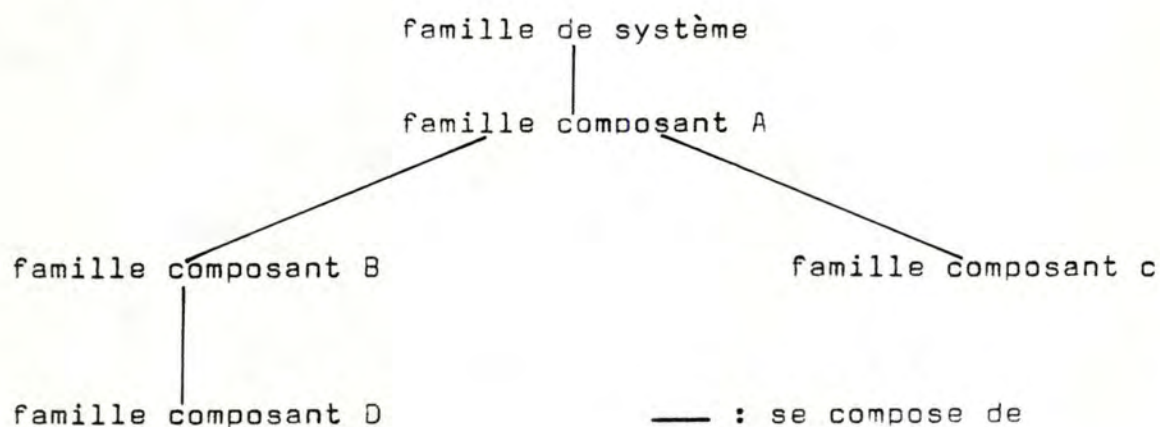 famille de système
famille composant A
famille composant B
famille composant c
famille composant D
: se compose de